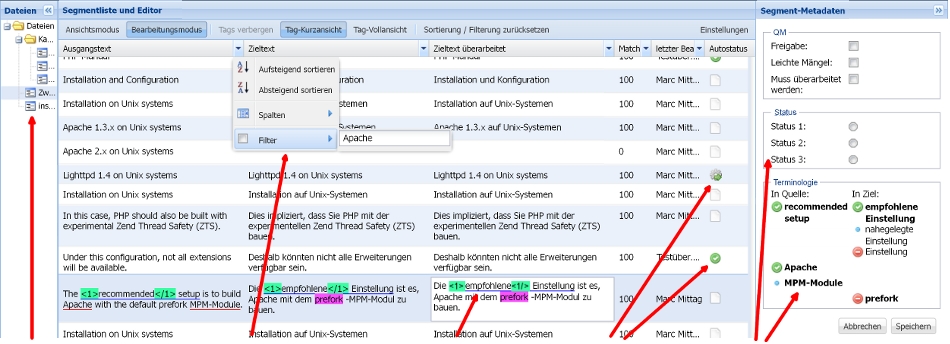 Dateien
Segmentliste und Editor
Segment-Metadaten
Dateien
Ka...
Zw...
ins...
Ansichtsmodus Bearbeitungsmodus Tags verbergen Tag-Kurzansicht Tag-Vollansicht Sortierung / Filterung zurücksetzen Einstellungen
Ausgangstext Zieltext Zieltext überarbeitet Match letzter Bea Autostatus
PHP Manual Testüber... 
Installation and Configuration Installation und Konfiguration 100 Marc Mitt...
Installation on Unix systems Installation auf Unix-Systemen 100 Marc Mitt...
Apache 1.3.x on Unix systems Apache 1.3.x auf Unix-Systemen 100 Marc Mitt...
Apache 2.x on Unix systems 0 Marc Mitt...
Aufsteigend sortieren
Absteigend sortieren
Spalten
Filter
Apache
Lighttpd 1.4 on Unix systems Lighttpd 1.4 auf Unix-Systemen Lighttpd 1.4 auf Unix-Systemen 100 Marc Mitt...
Installation on Unix systems Installation auf Unix-Systemen Installation auf Unix-Systemen 100 Marc Mitt...
In this case, PHP should also be built with Dies impliziert, dass Sie PHP mit der Dies impliziert, dass Sie PHP mit der 100 Marc Mitt...
experimental Zend Thread Safety (ZTS). experimentellen Zend Thread Safety (ZTS) experimentellen Zend Thread Safety (ZTS)
bauen. bauen.
Under this configuration, not all extensions Deshalb könnten nicht alle Erweiterungen Deshalb könnten nicht alle Erweiterungen 100 Testüber...
will be available. verfügbar sein. verfügbar sein.
The <1>recommended</1> setup is to build Die <1>empfohlene</1> Einstellung ist es, Die <1>empfohlene<1/> Einstellung ist es,
Apache with the default prefork MPM-Module. Apache mit dem prefork -MPM-Modul zu Apache mit dem prefork -MPM-Modul zu 100 Marc Mittag
bauen. bauen.
Installation on Unix systems Installation auf Unix-Systemen Installation auf Unix-Systemen 100 Marc Mitt...
QM
Freigabe:
Leichte Mängel:
Muss überarbeitet
werden:
Status
Status 1:
Status 2:
Status 3:
Terminologie
In Quelle: In Ziel:
recommended empfohlene
setup Einstellung
nahegelegte
Einstellung
Einstellung
Apache
MPM-Module
prefork
Abbrechen Speichern